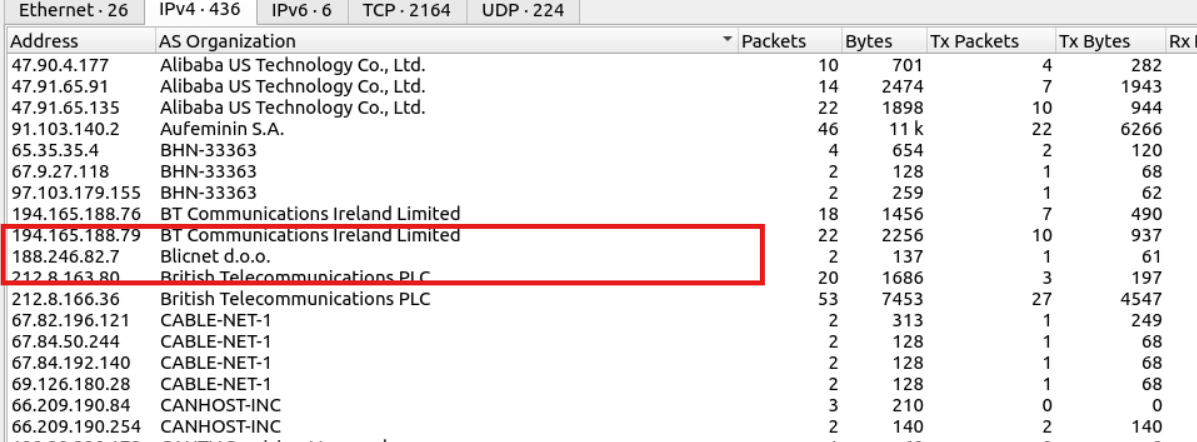 Ethernet · 26 IPv4 · 436 IPv6 · 6 TCP · 2164 UDP · 224
Address AS Organization Packets Bytes Tx Packets Tx Bytes Rx
47.90.4.177 Alibaba US Technology Co., Ltd. 10 701 4 282
47.91.65.91 Alibaba US Technology Co., Ltd. 14 2474 7 1943
47.91.65.135 Alibaba US Technology Co., Ltd. 22 1898 10 944
91.103.140.2 Aufeminin S.A. 46 11 k 22 6266
65.35.35.4 BHN-33363 4 654 2 120
67.9.27.118 BHN-33363 2 128 1 68
97.103.179.155 BHN-33363 2 259 1 62
194.165.188.76 BT Communications Ireland Limited 18 1456 7 490
194.165.188.79 BT Communications Ireland Limited 22 2256 10 937
188.246.82.7 Blicnet d.o.o. 2 137 1 61
212.8.163.80 British Telecommunications PLC 20 1686 3 197
212.8.166.36 British Telecommunications PLC 53 7453 27 4547
67.82.196.121 CABLE-NET-1 2 313 1 249
67.84.50.244 CABLE-NET-1 2 128 1 68
67.84.192.140 CABLE-NET-1 2 128 1 68
69.126.180.28 CABLE-NET-1 2 128 1 68
66.209.190.84 CANHOST-INC 3 210 0 0
66.209.190.254 CANHOST-INC 2 140 2 140